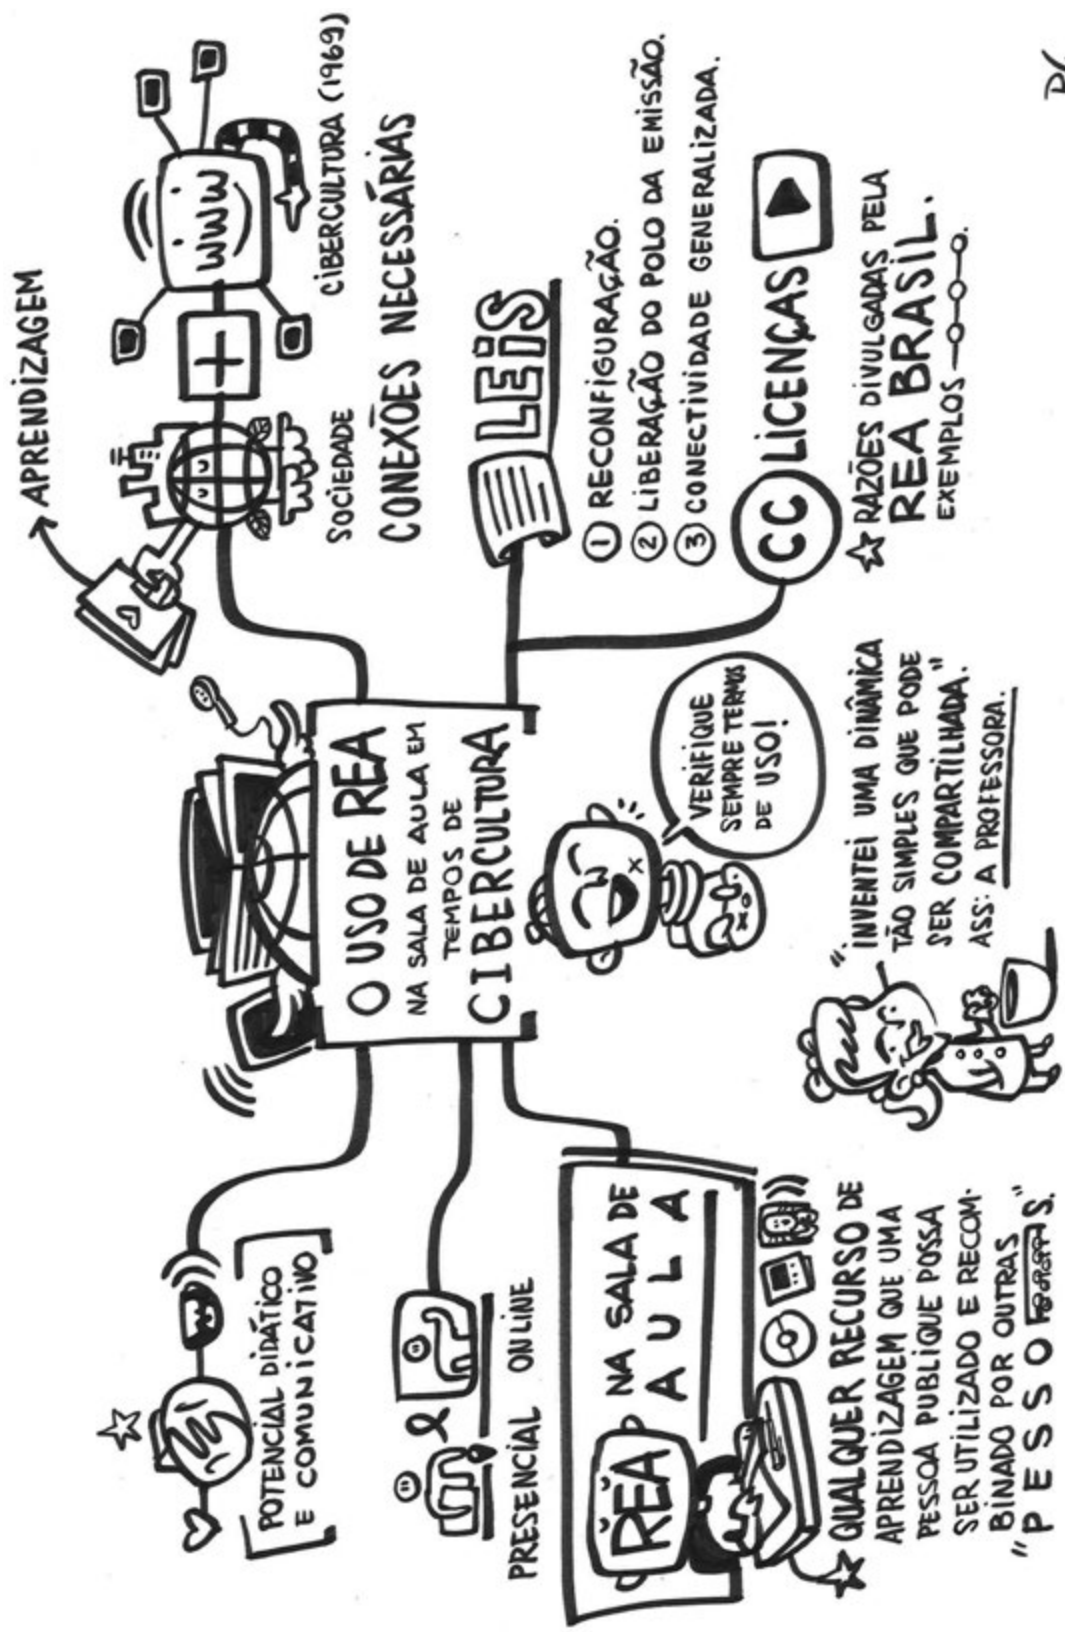 POTENCIAL DIDÁTICO
E COMUNICATIVO
PRESENCIAL ONLINE
REA NA SALA DE
AULA
QUALQUER RECURSO DE
APRENDIZAGEM QUE UMA
PESSOA PUBLIQUE POSSA
SER UTILIZADO E RECOM-
BINADO POR OUTRAS
"PESSOAS."
O USO DE REA
NA SALA DE AULA EM
TEMPOS DE
CIBERCULTURA
VERIFIQUE
SEMPRE TERMOS
DE USO!
"INVENTEI UMA DINÂMICA
TÃO SIMPLES QUE PODE
SER COMPARTILHADA."
ASS: A PROFESSORA.
APRENDIZAGEM
WWW
SOCIEDADE
+
CIBERCULTURA (1969)
CONEXÕES NECESSÁRIAS
LEIS
1 RECONFIGURAÇÃO.
2 LIBERAÇÃO DO POLO DA EMISSÃO.
3 CONECTIVIDADE GENERALIZADA.
CC LICENÇAS
RAZÕES DIVULGADAS PELA
REA BRASIL.
EXEMPLOS